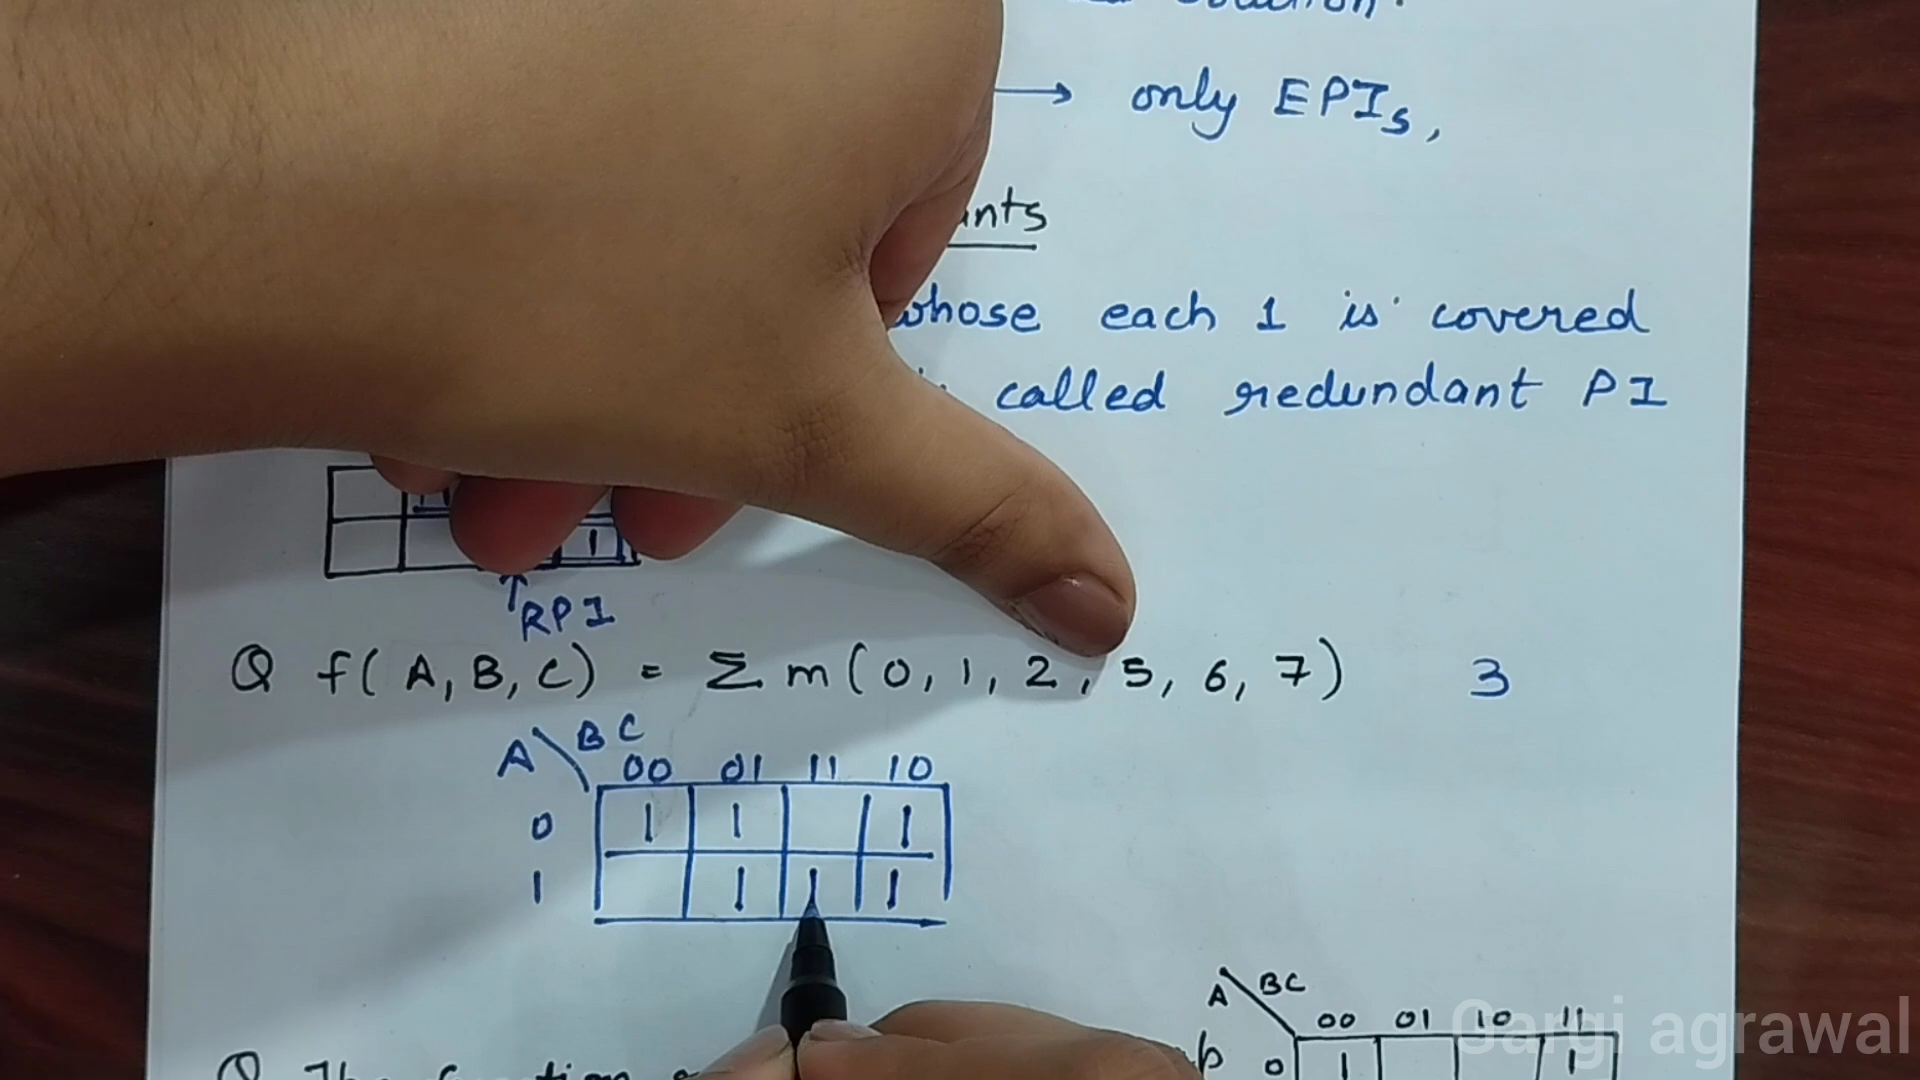 → only EPIs,
whose each 1 is covered
called redundant PI
1
↑ RPI
Q f(A,B,C) = Σ m(0,1,2,5,6,7) 3
A \ BC
00 01 11 10
0 1 1 1
1 1 1 1
A \ BC
00 01 10 11
0 1 1
Q The
Gargi agrawal